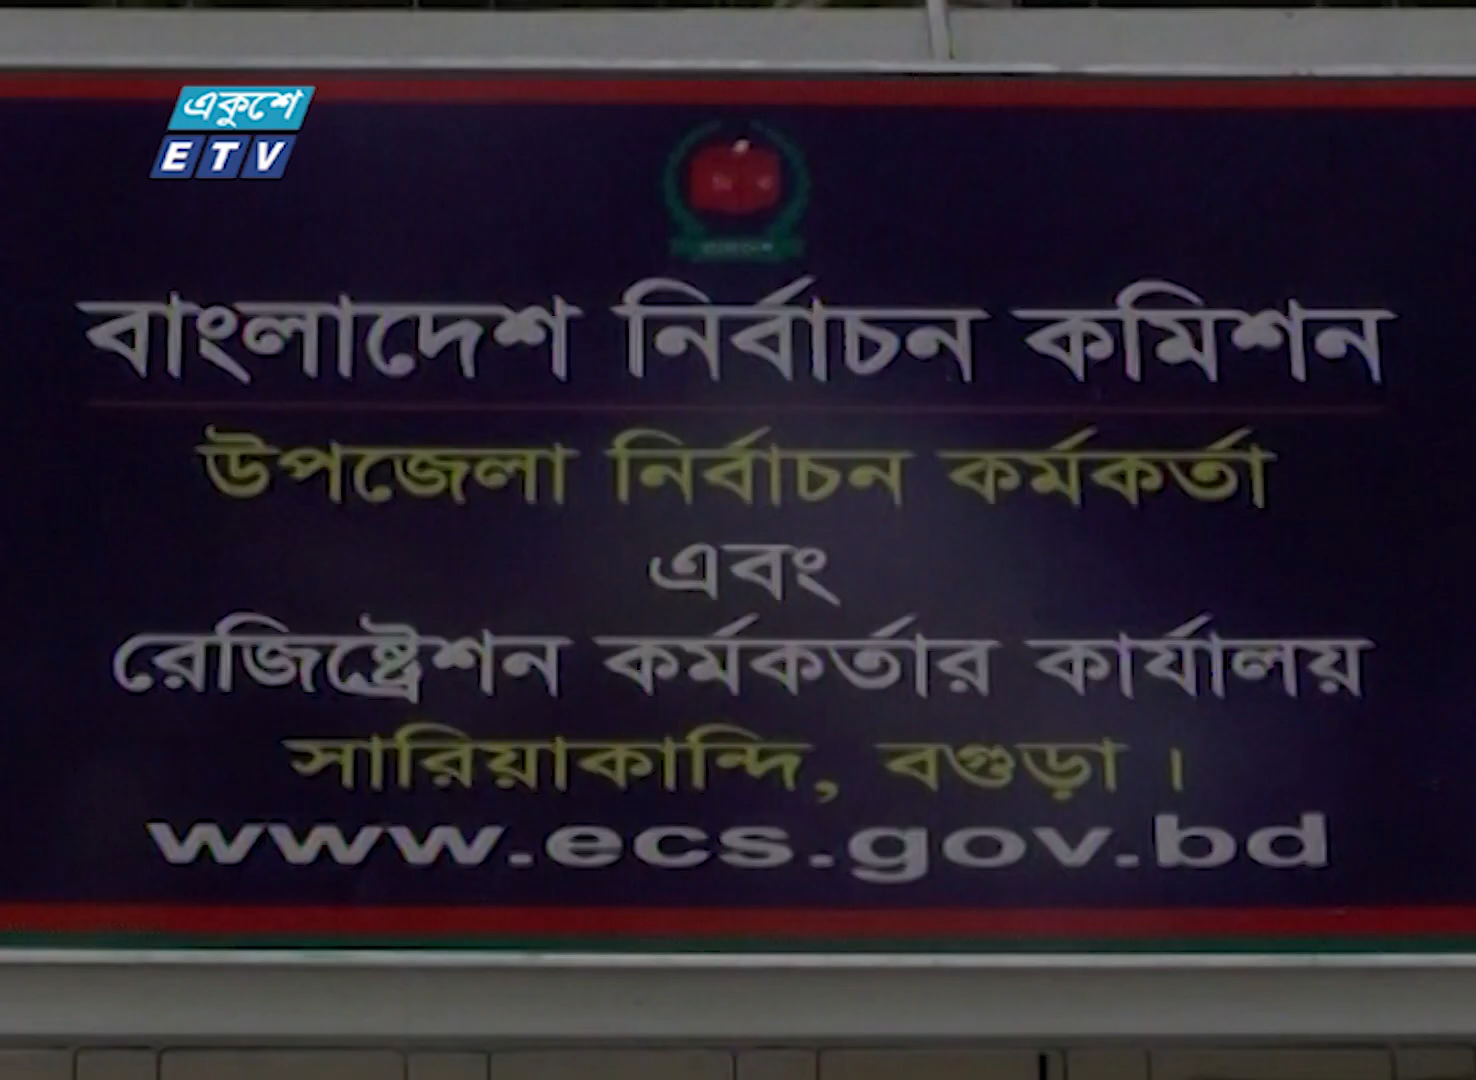 একুশে
ETV
বাংলাদেশ নির্বাচন কমিশন
উপজেলা নির্বাচন কর্মকর্তা
এবং
রেজিষ্ট্রেশন কর্মকর্তার কার্যালয়
সারিয়াকান্দি, বগুড়া ।
www.ecs.gov.bd